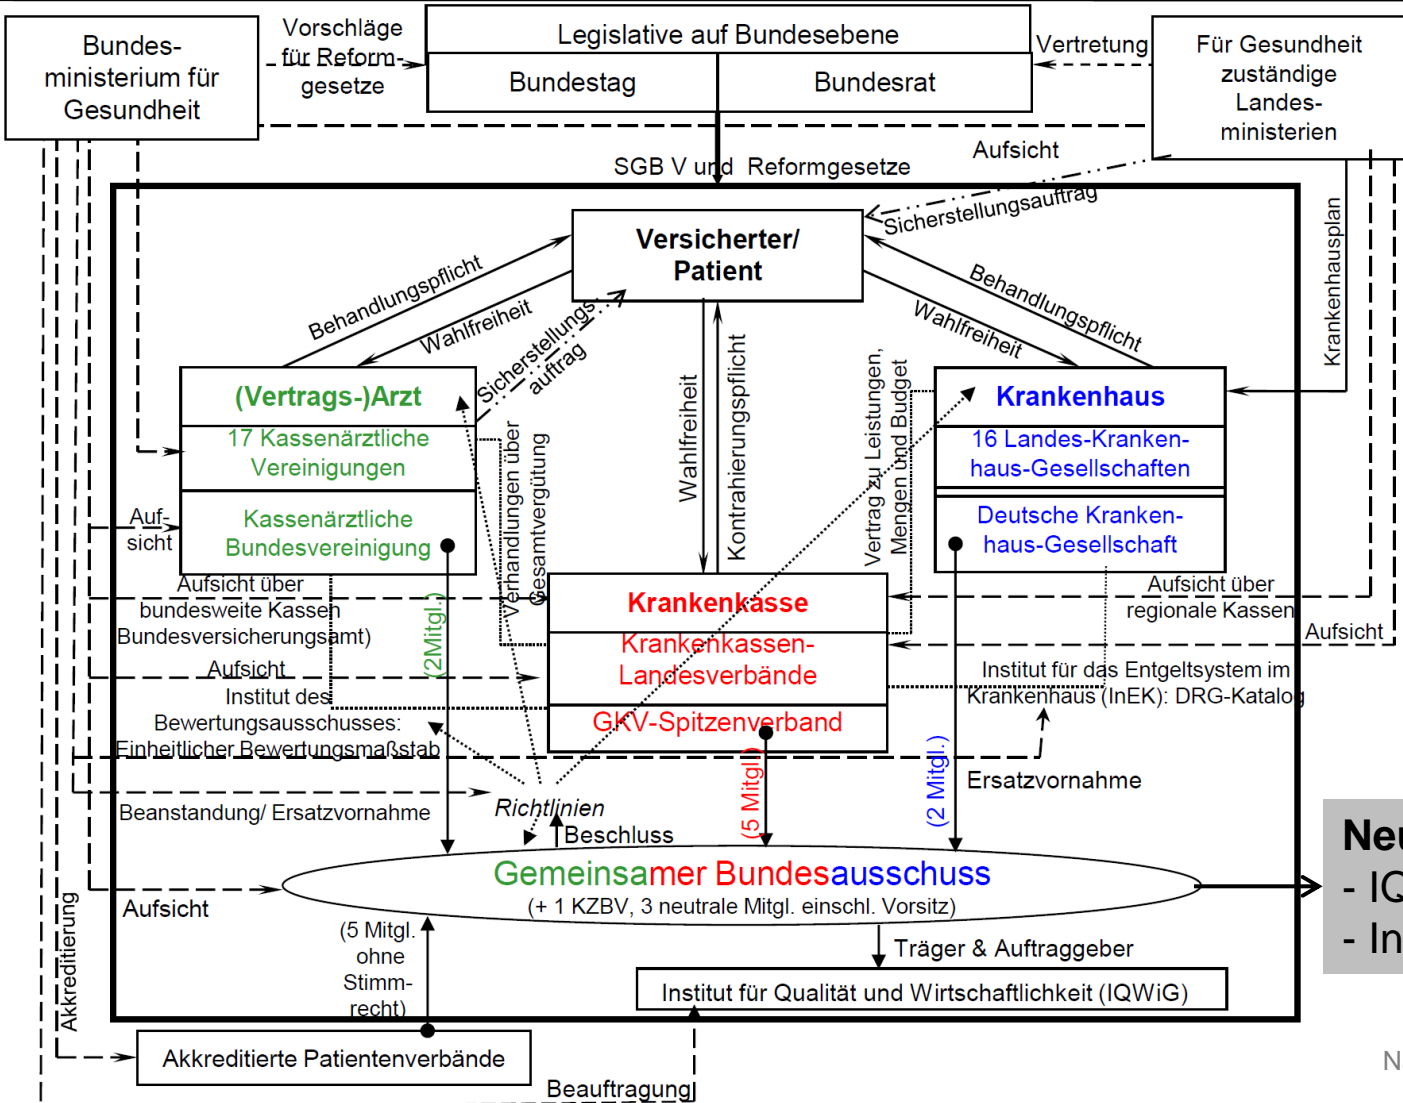 Bundes-
ministerium für
Gesundheit
Vorschläge
für Reform-
gesetze
Legislative auf Bundesebene
Bundestag
Bundesrat
Vertretung
Für Gesundheit
zuständige
Landes-
ministerien
SGB V und Reformgesetze
Aufsicht
Sicherstellungsauftrag
Krankenhausplan
Versicherter/
Patient
Behandlungspflicht
Wahlfreiheit
Sicherstellungs-
auftrag
Behandlungspflicht
Wahlfreiheit
(Vertrags-)Arzt
17 Kassenärztliche
Vereinigungen
Kassenärztliche
Bundesvereinigung
Verhandlungen über
Gesamtvergütung
Wahlfreiheit
Kontrahierungspflicht
Vertrag zu Leistungen,
Mengen und Budget
Krankenhaus
16 Landes-Kranken-
haus-Gesellschaften
Deutsche Kranken-
haus-Gesellschaft
Auf-
sicht
Aufsicht über
bundesweite Kassen
Bundesversicherungsamt)
Aufsicht
Institut des
Bewertungsausschusses:
Einheitlicher Bewertungsmaßstab
Beanstandung/ Ersatzvornahme
(2Mitgl.)
Krankenkasse
Krankenkassen-
Landesverbände
GKV-Spitzenverband
(5 Mitgl.)
(2 Mitgl.)
Aufsicht über
regionale Kassen
Aufsicht
Institut für das Entgeltsystem im
Krankenhaus (InEK): DRG-Katalog
Ersatzvornahme
Richtlinien
Beschluss
Gemeinsamer Bundesausschuss
(+ 1 KZBV, 3 neutrale Mitgl. einschl. Vorsitz)
Aufsicht
Akkreditierung
(5 Mitgl.
ohne
Stimm-
recht)
Träger & Auftraggeber
Institut für Qualität und Wirtschaftlichkeit (IQWiG)
Akkreditierte Patientenverbände
Beauftragung
Neu
- IQ
- In
N